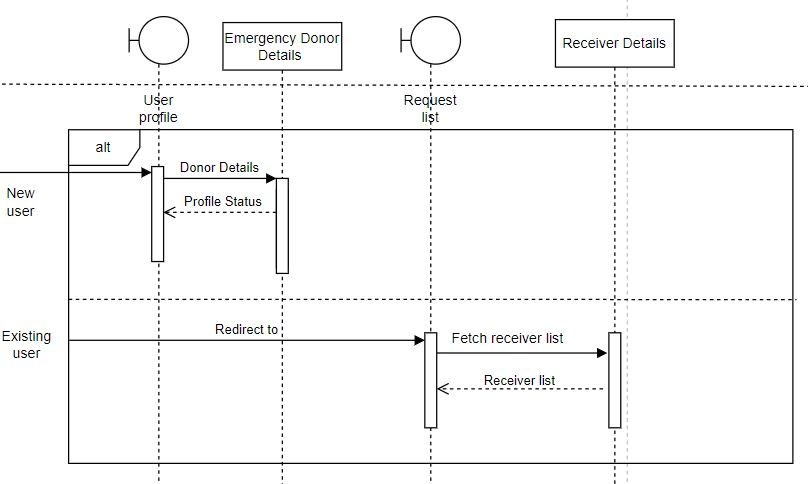 Emergency Donor
Details
Receiver Details
User
profile
Request
list
alt
Donor Details
New
user
Profile Status
Redirect to
Existing
user
Fetch receiver list
Receiver list